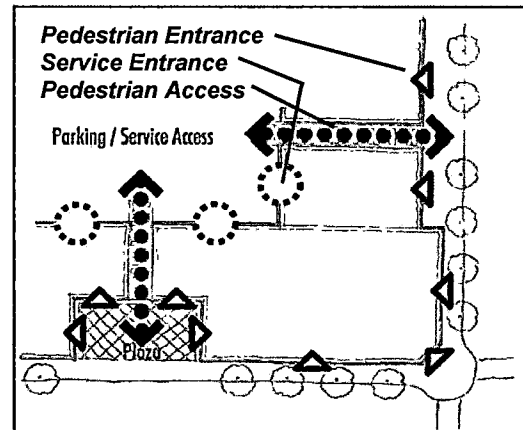 Pedestrian Entrance
Service Entrance
Pedestrian Access
Parking / Service Access
Plaza